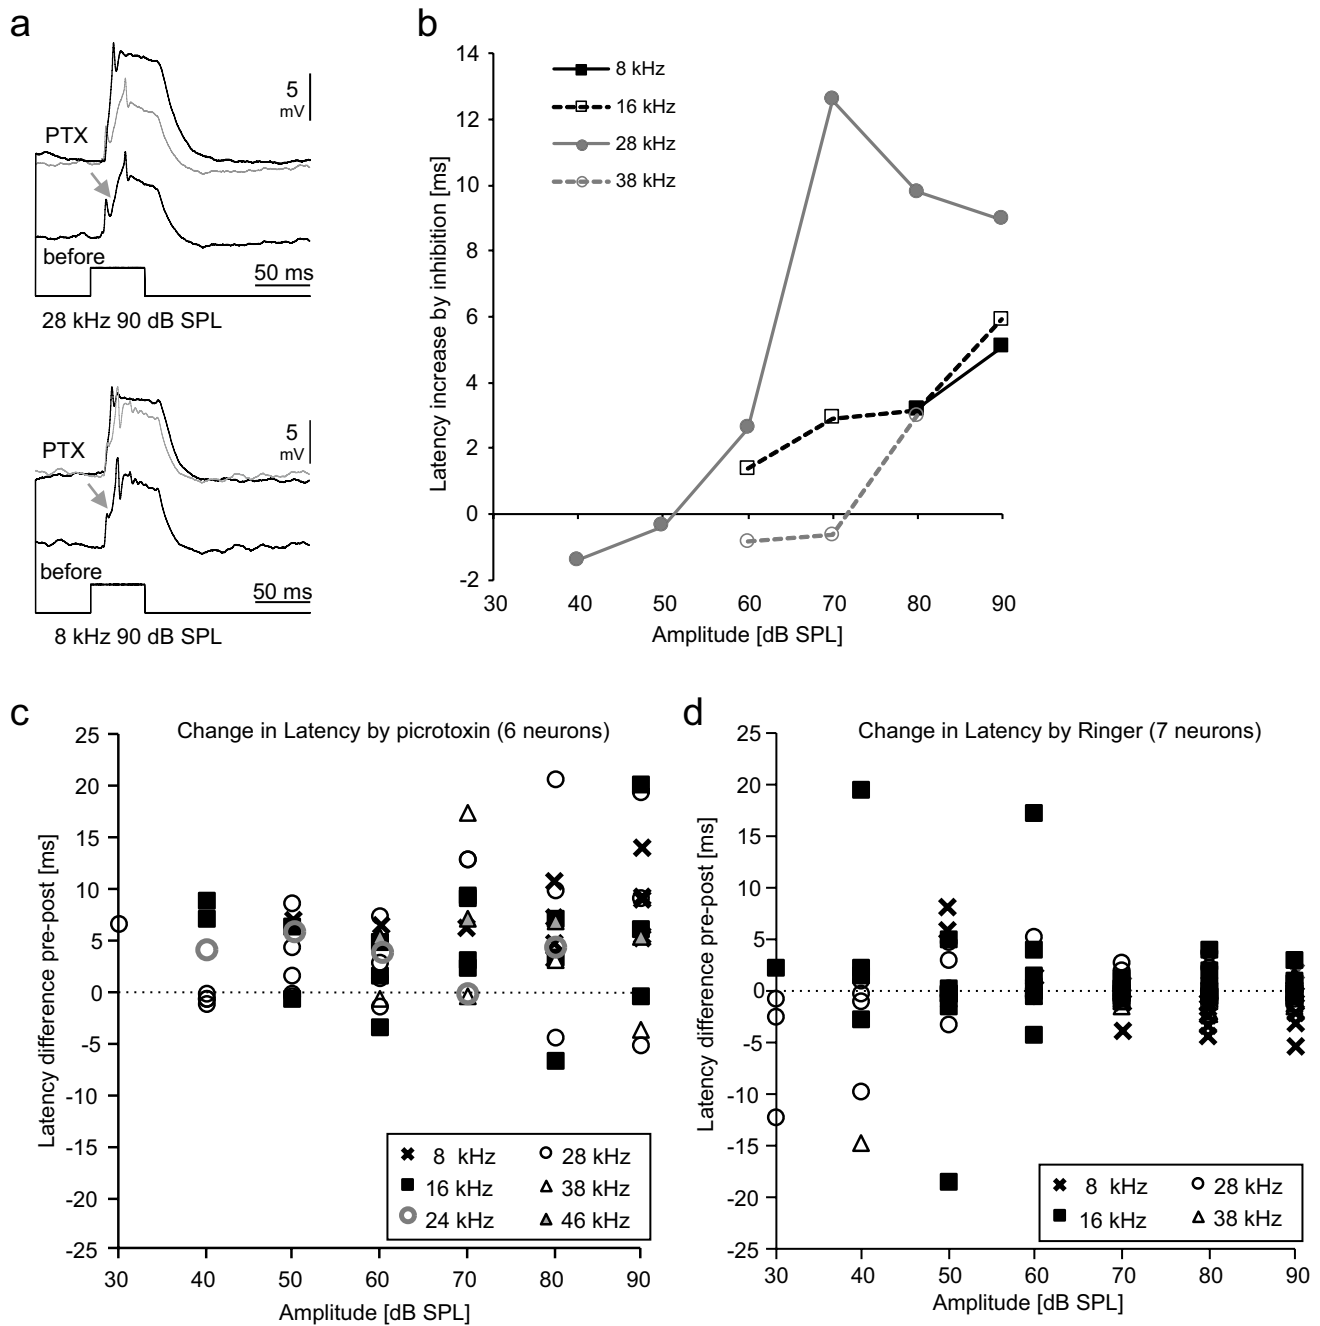 a
5
mV
PTX
before
50 ms
28 kHz 90 dB SPL
5
mV
PTX
before
50 ms
8 kHz 90 dB SPL
b
Latency increase by inhibition [ms]
14
12
10
8
6
4
2
0
-2
30 40 50 60 70 80 90
Amplitude [dB SPL]
8 kHz
16 kHz
28 kHz
38 kHz
c
Change in Latency by picrotoxin (6 neurons)
Latency difference pre-post [ms]
25
20
15
10
5
0
-5
-10
-15
-20
-25
30 40 50 60 70 80 90
Amplitude [dB SPL]
8 kHz 28 kHz
16 kHz 38 kHz
24 kHz 46 kHz
d
Change in Latency by Ringer (7 neurons)
Latency difference pre-post [ms]
25
20
15
10
5
0
-5
-10
-15
-20
-25
30 40 50 60 70 80 90
Amplitude [dB SPL]
8 kHz 28 kHz
16 kHz 38 kHz